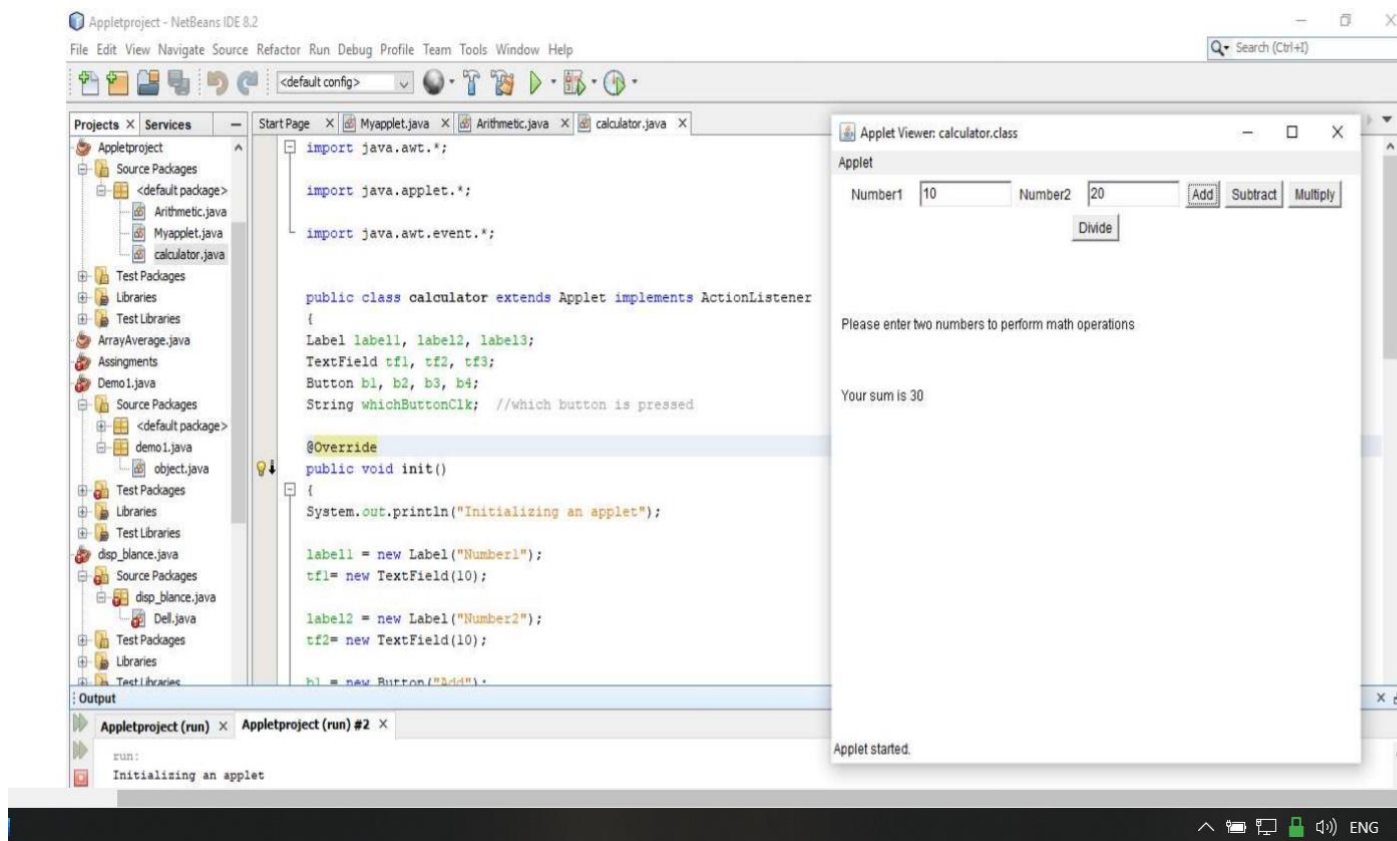 Appletproject - NetBeans IDE 8.2
File Edit View Navigate Source Refactor Run Debug Profile Team Tools Window Help
Search (Ctrl+I)
<default config>
Projects Services
Start Page Myapplet.java Arithmetic.java calculator.java
Appletproject
Source Packages
<default package>
Arithmetic.java
Myapplet.java
calculator.java
Test Packages
Libraries
Test Libraries
ArrayAverage.java
Assingments
Demo1.java
Source Packages
<default package>
demo1.java
object.java
Test Packages
Libraries
Test Libraries
disp_blance.java
Source Packages
disp_blance.java
Dell.java
Test Packages
Libraries
Test Libraries
import java.awt.*;
import java.applet.*;
import java.awt.event.*;
public class calculator extends Applet implements ActionListener
{
Label label1, label2, label3;
TextField tf1, tf2, tf3;
Button b1, b2, b3, b4;
String whichButtonClk; //which button is pressed
@Override
public void init()
{
System.out.println("Initializing an applet");
label1 = new Label("Number1");
tf1= new TextField(10);
label2 = new Label("Number2");
tf2= new TextField(10);
b1 = new Button("Add");
Applet Viewer: calculator.class
Applet
Number1 10 Number2 20 Add Subtract Multiply
Divide
Please enter two numbers to perform math operations
Your sum is 30
Applet started.
Output
Appletproject (run) Appletproject (run) #2
run:
Initializing an applet
ENG